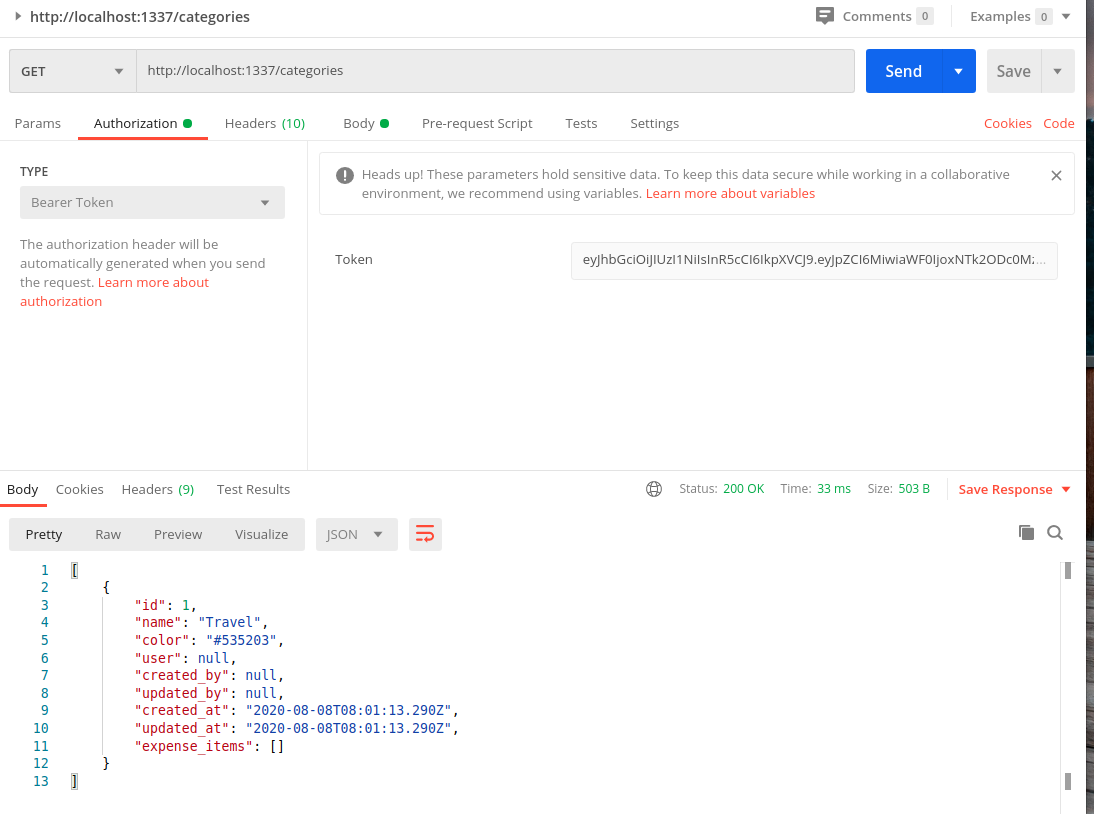 http://localhost:1337/categories
Comments 0 Examples 0
GET http://localhost:1337/categories Send Save
Params Authorization Headers (10) Body Pre-request Script Tests Settings Cookies Code
TYPE
Bearer Token
The authorization header will be
automatically generated when you send
the request. Learn more about
authorization
Heads up! These parameters hold sensitive data. To keep this data secure while working in a collaborative
environment, we recommend using variables. Learn more about variables
Token eyJhbGciOiJIUzI1NiIsInR5cCI6IkpXVCJ9.eyJpZCI6MiwiaWF0IjoxNTk2ODc0Mz...
Body Cookies Headers (9) Test Results Status: 200 OK Time: 33 ms Size: 503 B Save Response
Pretty Raw Preview Visualize JSON
1 [
2 {
3 "id": 1,
4 "name": "Travel",
5 "color": "#535203",
6 "user": null,
7 "created_by": null,
8 "updated_by": null,
9 "created_at": "2020-08-08T08:01:13.290Z",
10 "updated_at": "2020-08-08T08:01:13.290Z",
11 "expense_items": []
12 }
13 ]